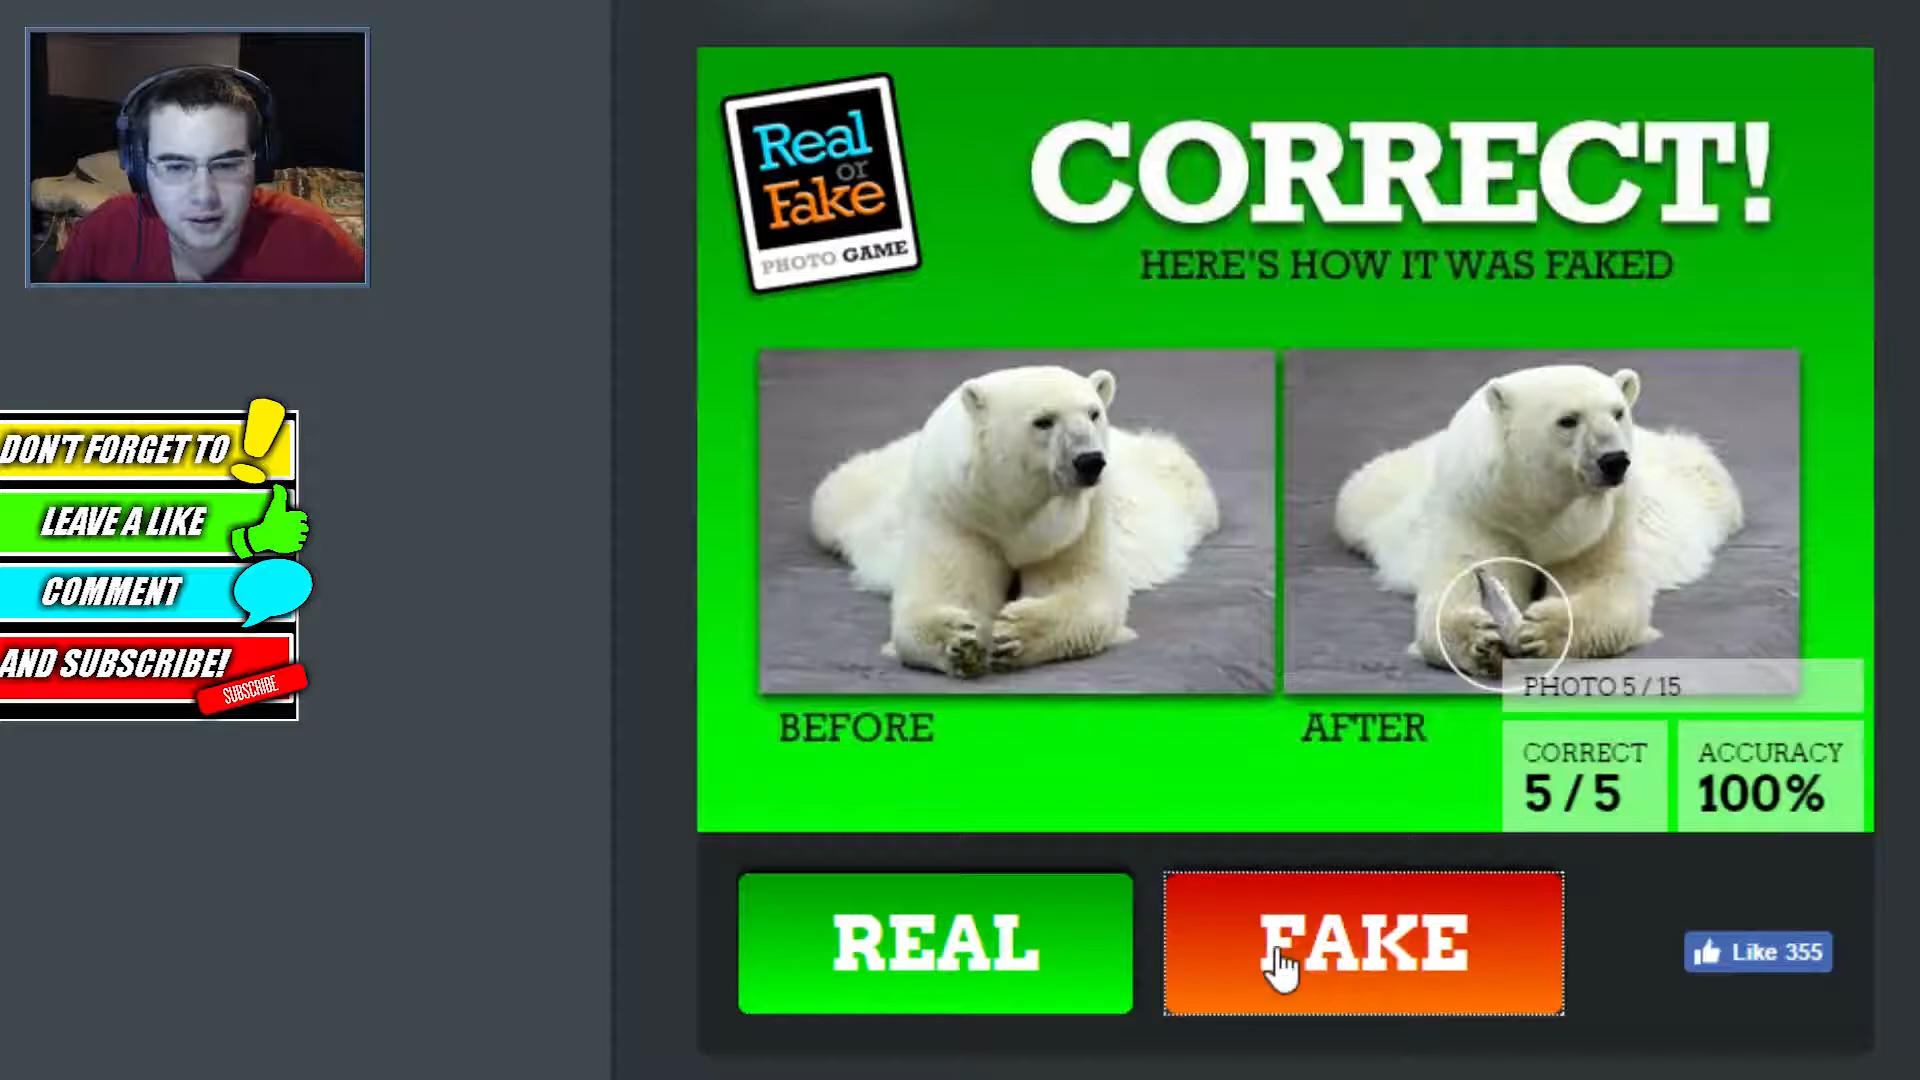 DON'T FORGET TO
LEAVE A LIKE
COMMENT
AND SUBSCRIBE!
SUBSCRIBE
Real
or
Fake
PHOTO GAME
CORRECT!
HERE'S HOW IT WAS FAKED
BEFORE
AFTER
PHOTO 5 / 15
CORRECT
5 / 5
ACCURACY
100%
REAL
FAKE
Like 355